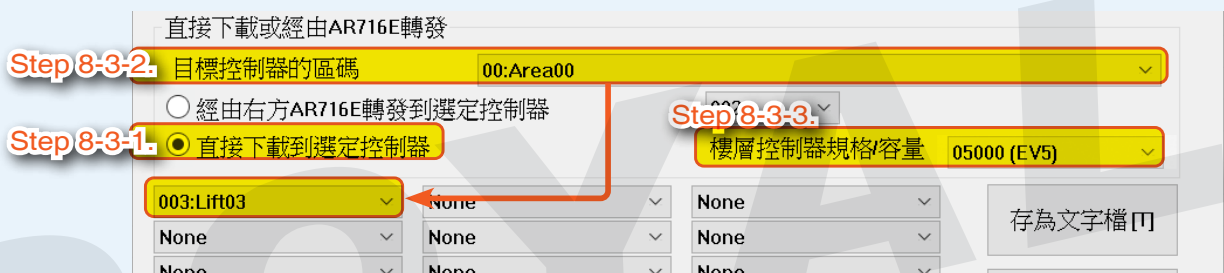 直接下載或經由AR716E轉發
Step 8-3-2. 目標控制器的區碼 00:Area00
經由右方AR716E轉發到選定控制器
Step 8-3-3.
Step 8-3-1. 直接下載到選定控制器 樓層控制器規格/容量 05000 (EV5)
003:Lift03 None None
None None None 存為文字檔[T]
None None None